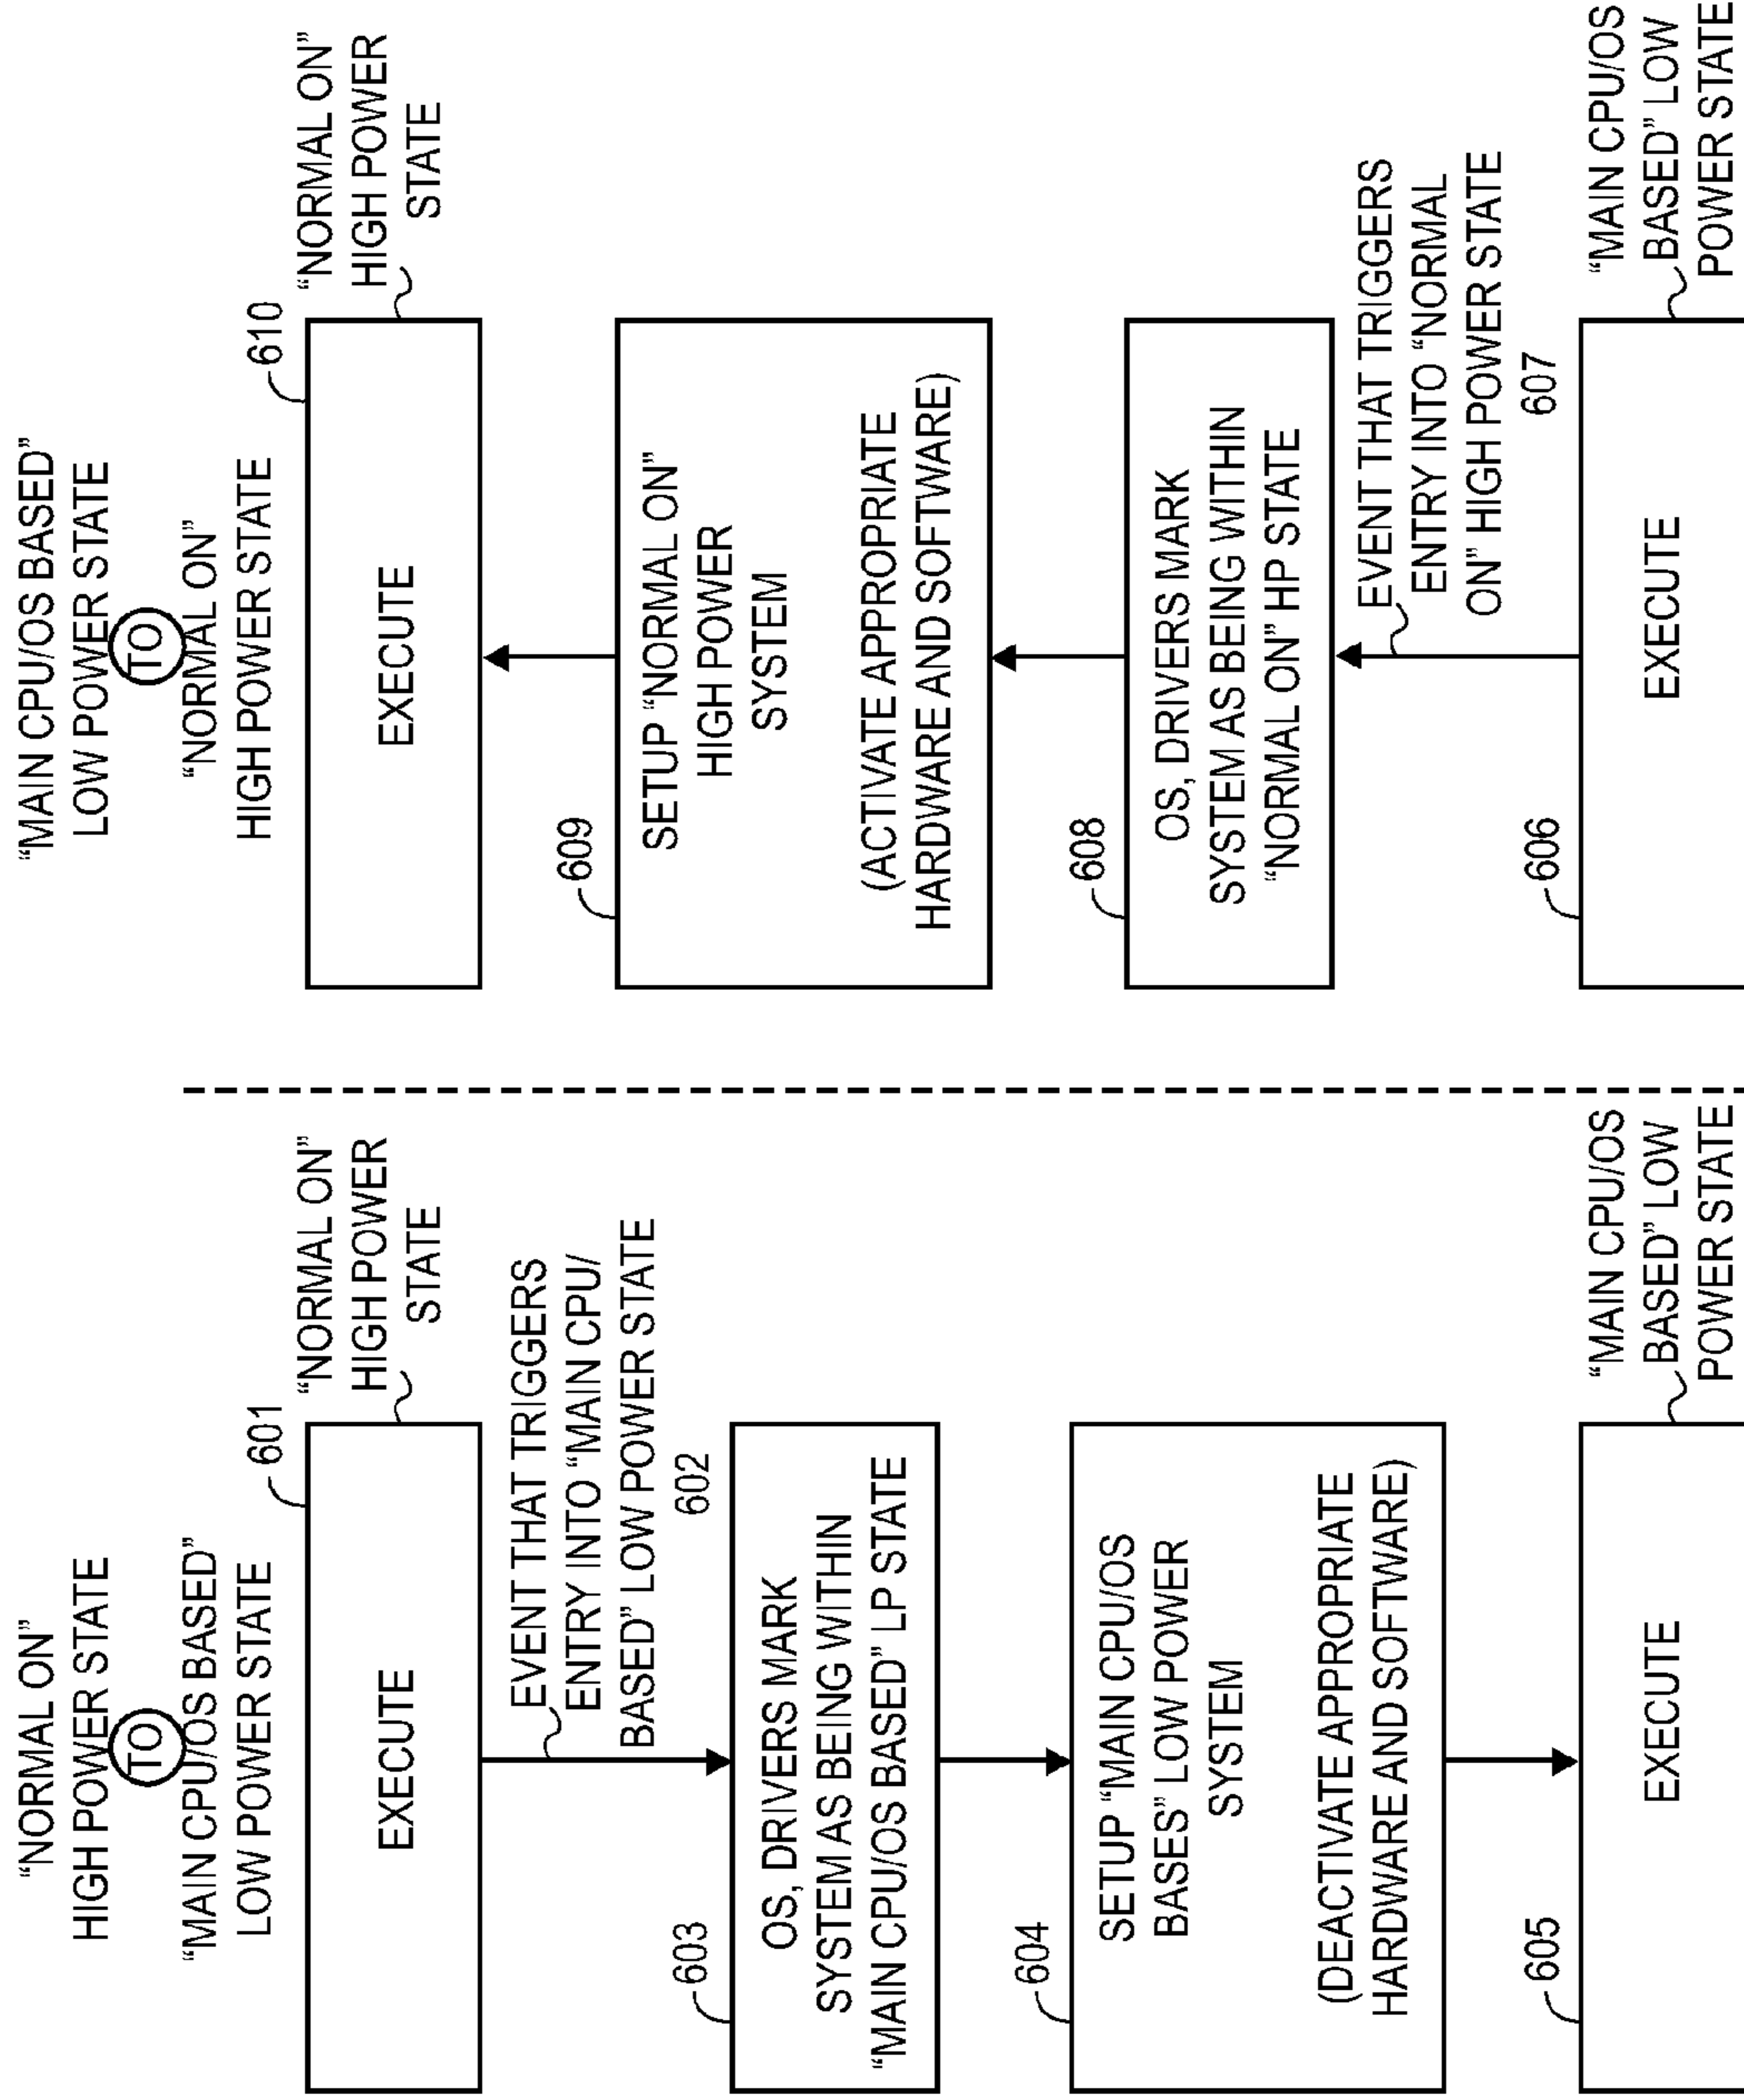 “NORMAL ON”
HIGH POWER STATE
TO
“MAIN CPU/OS BASED”
LOW POWER STATE
601
EXECUTE
“NORMAL ON”
HIGH POWER
STATE
EVENT THAT TRIGGERS
ENTRY INTO “MAIN CPU/
BASED” LOW POWER STATE
602
603
OS, DRIVERS MARK
SYSTEM AS BEING WITHIN
“MAIN CPU/OS BASED” LP STATE
604
SETUP “MAIN CPU/OS
BASES” LOW POWER
SYSTEM
(DEACTIVATE APPROPRIATE
HARDWARE AND SOFTWARE)
605
EXECUTE
“MAIN CPU/OS
BASED” LOW
POWER STATE
“MAIN CPU/OS BASED”
LOW POWER STATE
TO
“NORMAL ON”
HIGH POWER STATE
610
EXECUTE
“NORMAL ON”
HIGH POWER
STATE
609
SETUP “NORMAL ON”
HIGH POWER
SYSTEM
(ACTIVATE APPROPRIATE
HARDWARE AND SOFTWARE)
608
OS, DRIVERS MARK
SYSTEM AS BEING WITHIN
“NORMAL ON” HP STATE
EVENT THAT TRIGGERS
ENTRY INTO “NORMAL
ON” HIGH POWER STATE
607
606
EXECUTE
“MAIN CPU/OS
BASED” LOW
POWER STATE